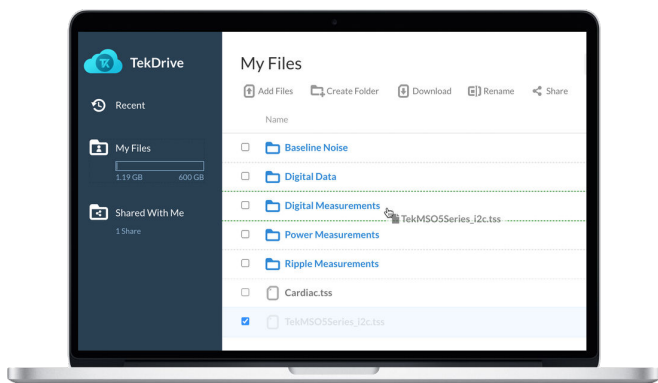 TekDrive
Recent
My Files
1.19 GB 600 GB
Shared With Me
1 Share
My Files
Add Files Create Folder Download Rename Share
Name
Baseline Noise
Digital Data
Digital Measurements
TekMSO5Series_i2c.tss
Power Measurements
Ripple Measurements
Cardiac.tss
TekMSO5Series_i2c.tss